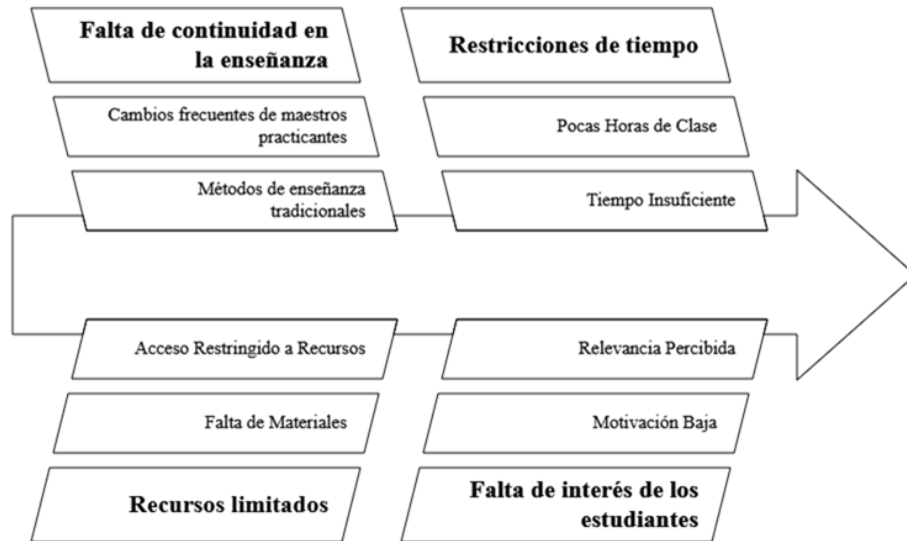 Falta de continuidad en
la enseñanza
Cambios frecuentes de maestros
practicantes
Métodos de enseñanza
tradicionales
Restricciones de tiempo
Pocas Horas de Clase
Tiempo Insuficiente
Acceso Restringido a Recursos
Falta de Materiales
Recursos limitados
Relevancia Percibida
Motivación Baja
Falta de interés de los
estudiantes